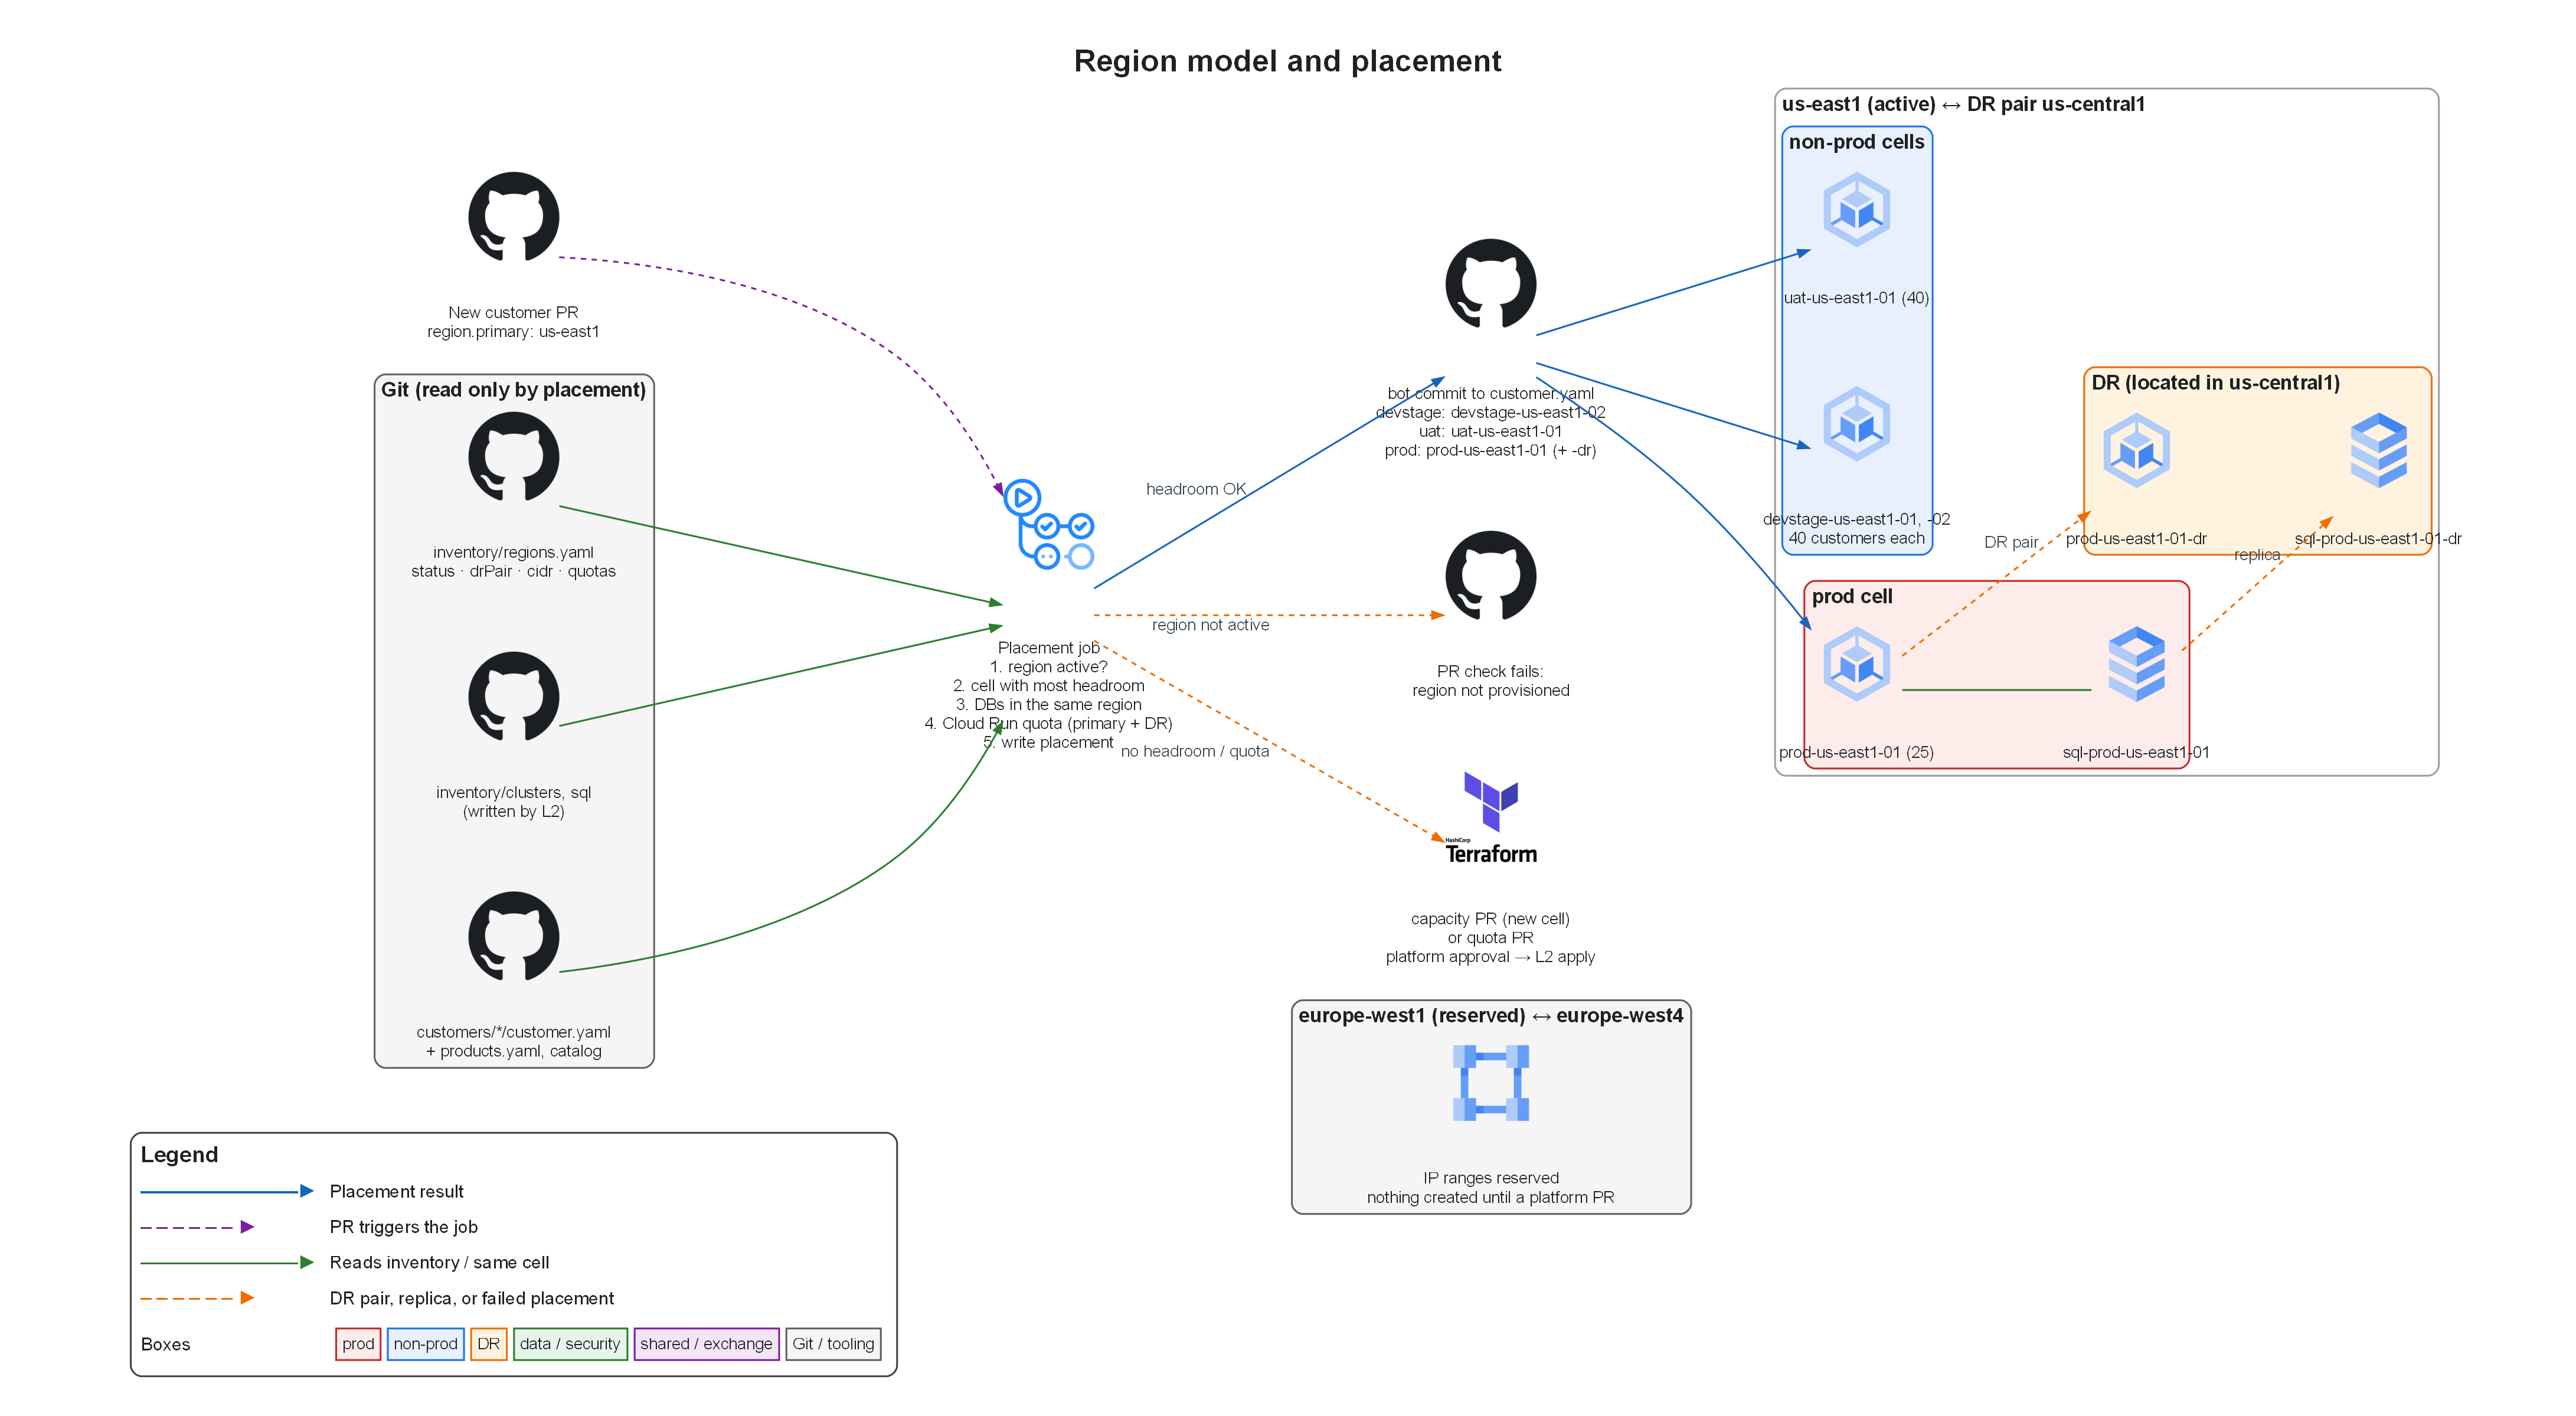 Region model and placement
New customer PR
region.primary: us-east1
Git (read only by placement)
inventory/regions.yaml
status · drPair · cidr · quotas
inventory/clusters, sql
(written by L2)
customers/*/customer.yaml
+ products.yaml, catalog
Placement job
1. region active?
2. cell with most headroom
3. DBs in the same region
4. Cloud Run quota (primary + DR)
5. write placement
headroom OK
region not active
no headroom / quota
bot commit to customer.yaml
devstage: devstage-us-east1-02
uat: uat-us-east1-01
prod: prod-us-east1-01 (+ -dr)
PR check fails:
region not provisioned
HashiCorp
Terraform
capacity PR (new cell)
or quota PR
platform approval → L2 apply
europe-west1 (reserved) ↔ europe-west4
IP ranges reserved
nothing created until a platform PR
us-east1 (active) ↔ DR pair us-central1
non-prod cells
uat-us-east1-01 (40)
devstage-us-east1-01, -02
40 customers each
DR (located in us-central1)
prod-us-east1-01-dr
sql-prod-us-east1-01-dr
DR pair
replica
prod cell
prod-us-east1-01 (25)
sql-prod-us-east1-01
Legend
Placement result
PR triggers the job
Reads inventory / same cell
DR pair, replica, or failed placement
Boxes
prod
non-prod
DR
data / security
shared / exchange
Git / tooling